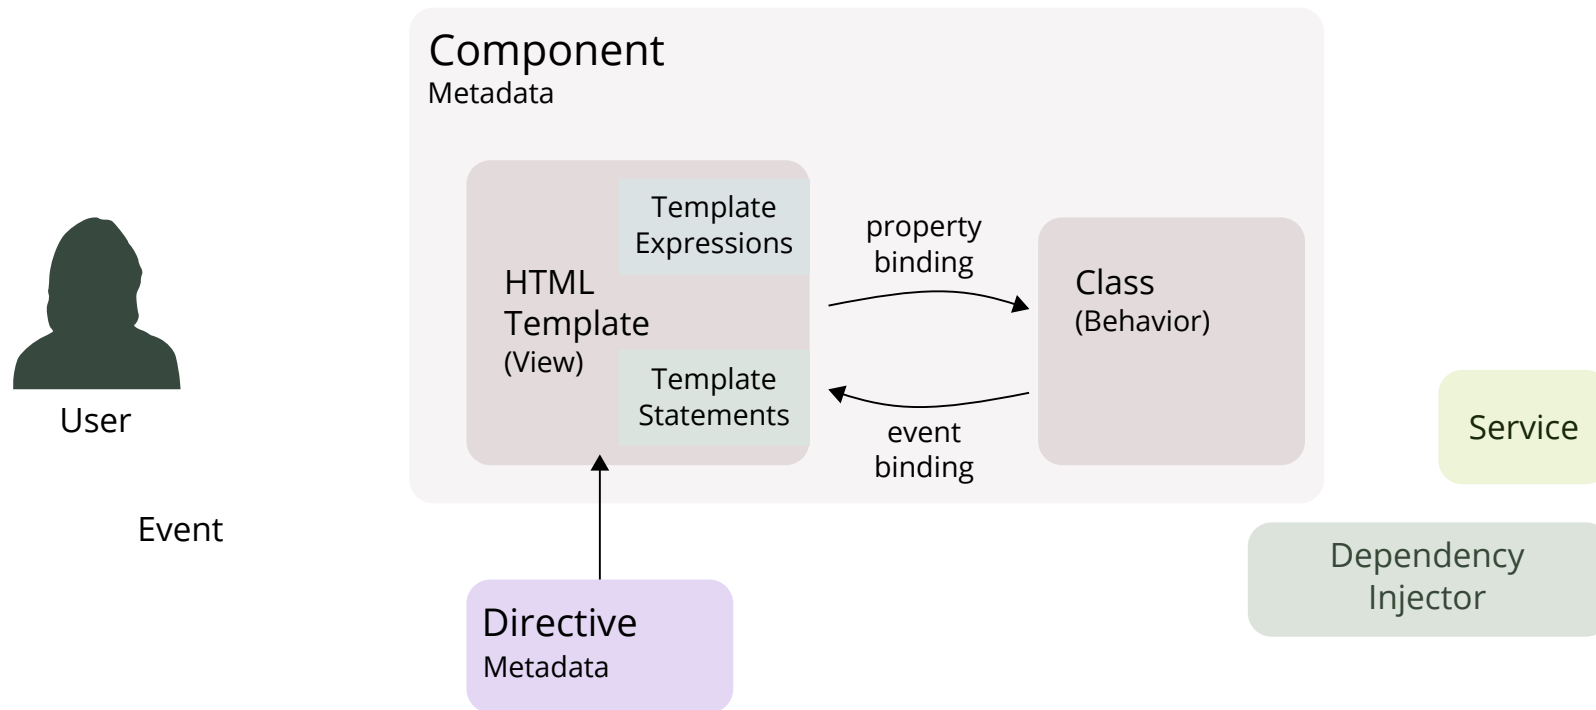 Component
Metadata
Template
Expressions
property
binding
HTML
Template
(View)
Class
(Behavior)
Template
Statements
event
binding
User
Service
Event
Dependency
Injector
Directive
Metadata